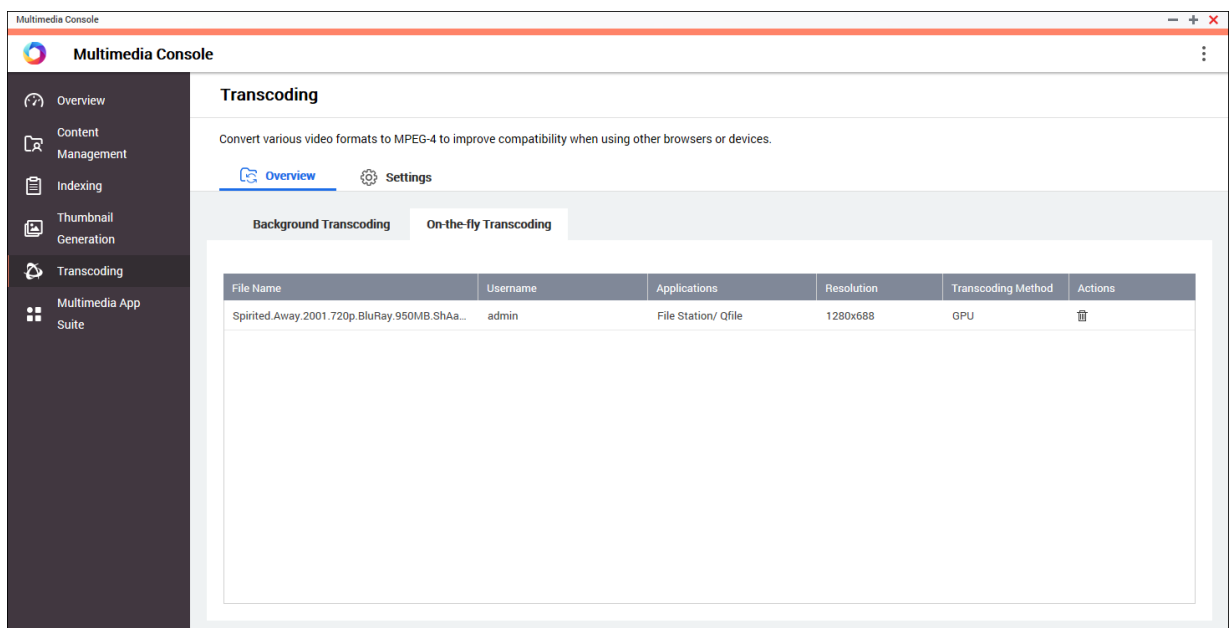 Multimedia Console
Multimedia Console
Overview
Content
Management
Indexing
Thumbnail
Generation
Transcoding
Multimedia App
Suite
Transcoding
Convert various video formats to MPEG-4 to improve compatibility when using other browsers or devices.
Overview Settings
Background Transcoding On-the-fly Transcoding
File Name Username Applications Resolution Transcoding Method Actions
Spirited.Away.2001.720p.BluRay.950MB.ShAa... admin File Station/ Qfile 1280x688 GPU